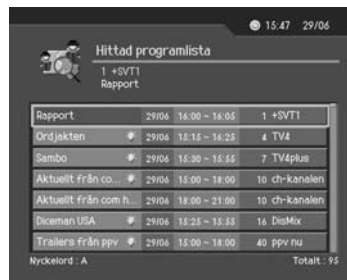 15:47 29/06
Hittad programlista
1 +SVT1
Rapport
Rapport 29/06 16:00 ~ 16:05 1 +SVT1
Ordjakten 29/06 15:15 ~ 16:25 4 TV4
Sambo 29/06 15:30 ~ 15:55 7 TV4plus
Aktuellt från co... 29/06 15:00 ~ 18:00 10 ch-kanalen
Aktuellt från com h... 29/06 18:00 ~ 21:00 10 ch-kanalen
Diceman USA 29/06 15:25 ~ 15:55 16 DisMix
Trailers från ppv 29/06 15:00 ~ 18:00 40 ppv nu
Nyckelord : A Totalt : 95